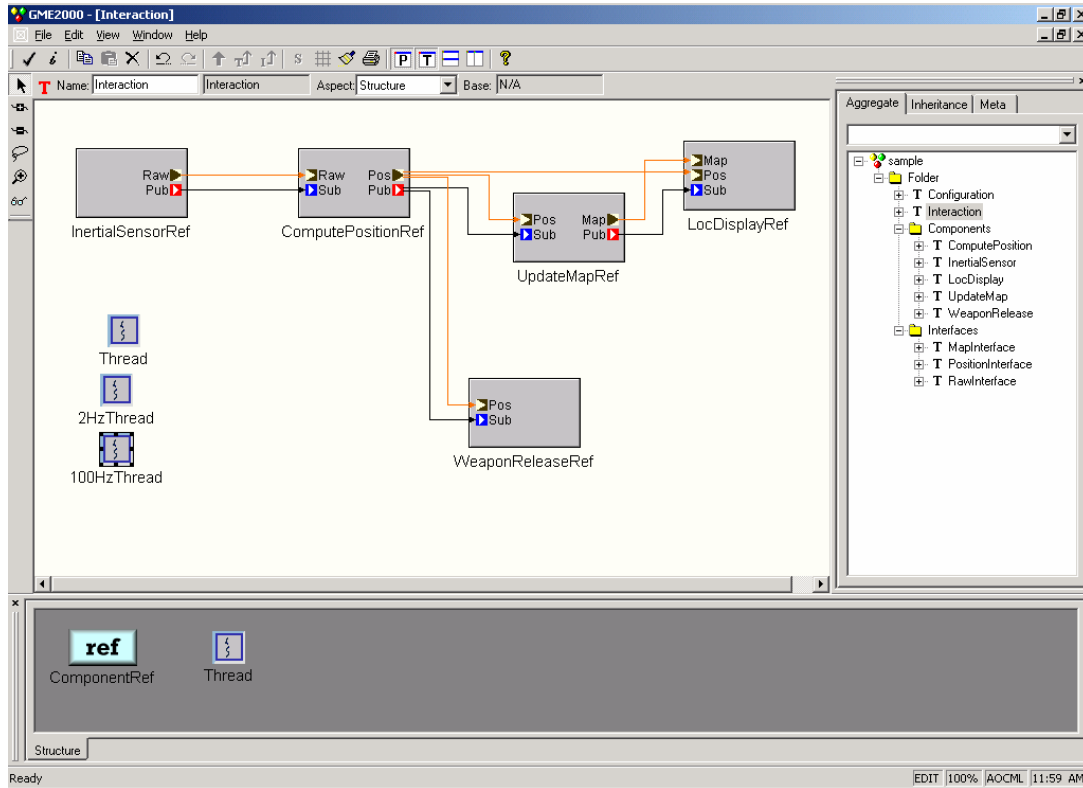 GME2000 - [Interaction]
File Edit View Window Help
Name: Interaction Interaction Aspect: Structure Base: N/A
Raw
Pub
InertialSensorRef
Raw Pos
Sub Pub
ComputePositionRef
Pos Map
Sub Pub
UpdateMapRef
Map
Pos
Sub
LocDisplayRef
Thread
2HzThread
100HzThread
Pos
Sub
WeaponReleaseRef
Aggregate Inheritance Meta
sample
Folder
T Configuration
T Interaction
Components
T ComputePosition
T InertialSensor
T LocDisplay
T UpdateMap
T WeaponRelease
Interfaces
T MapInterface
T PositionInterface
T RawInterface
ref
ComponentRef
Thread
Structure
Ready
EDIT 100% AOCML 11:59 AM